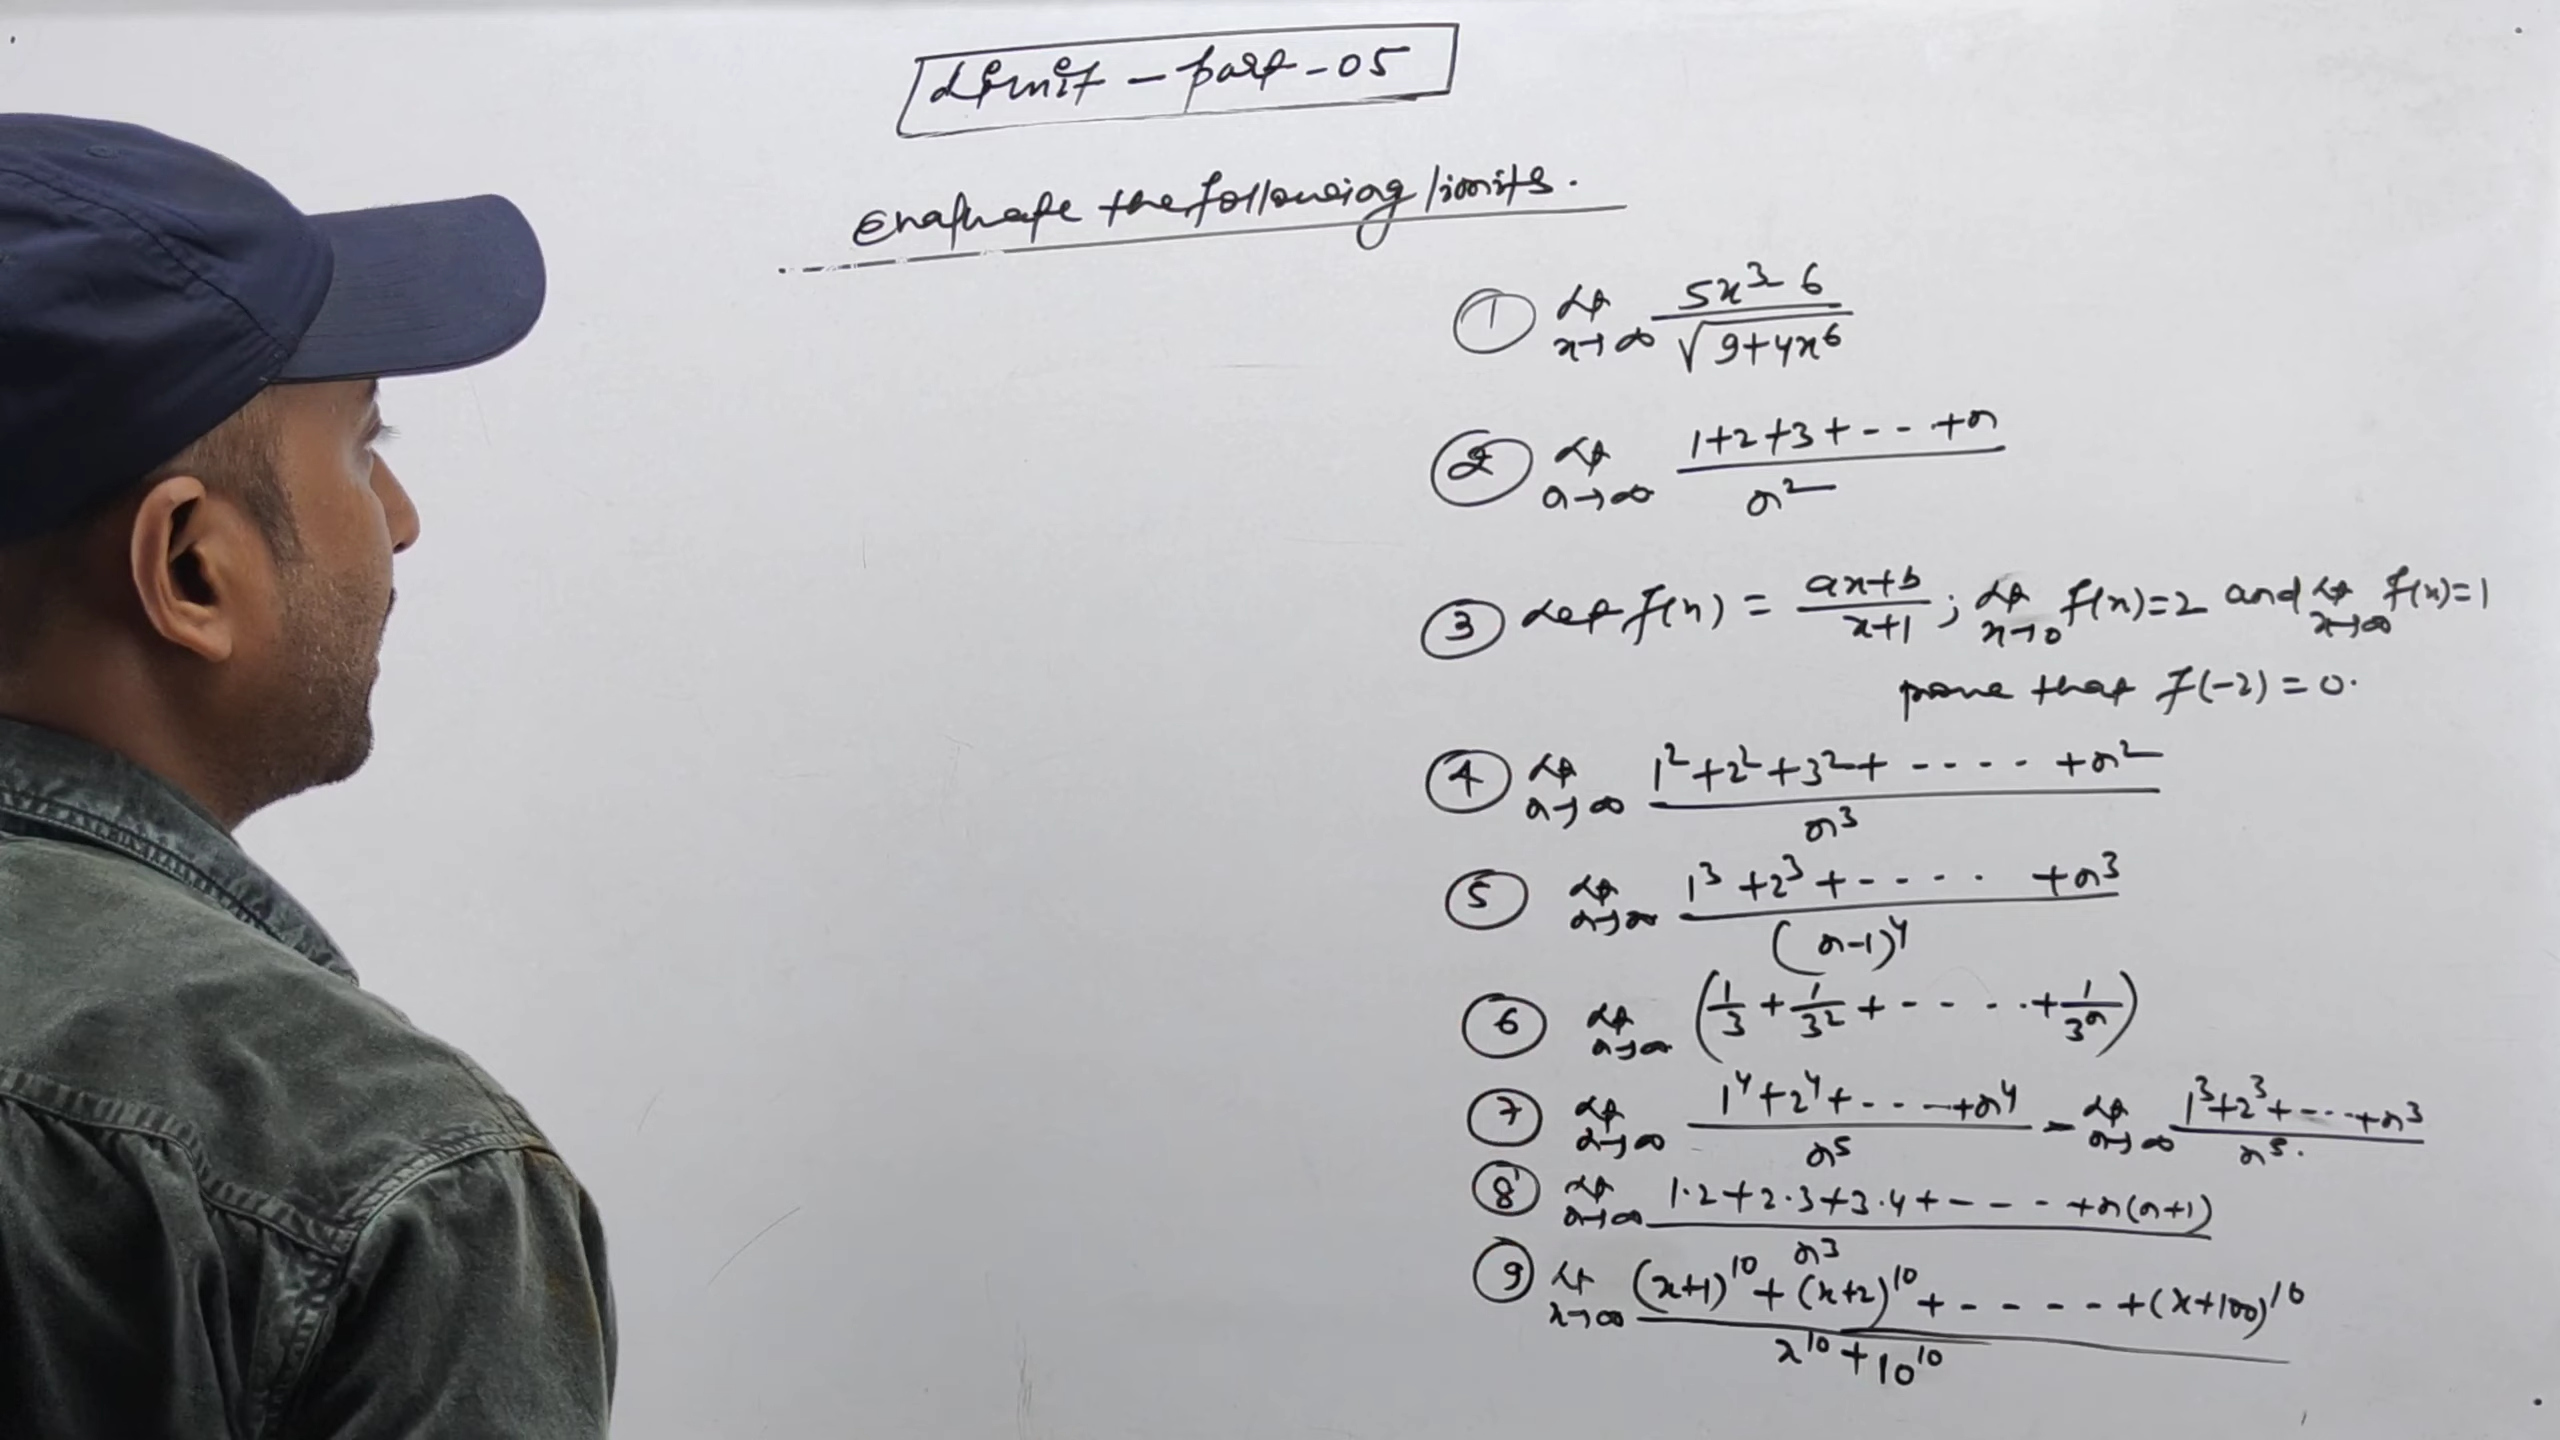 Limit - part - 05
Evaluate the following limits.
① Lt x→∞ (5x³ - 6)/√(9+4x⁶)
② Lt n→∞ (1+2+3+ - - - +n)/n²
③ Let f(x) = (ax+b)/(x+1) ; Lt x→0 f(x)=2 and Lt x→∞ f(x)=1
prove that f(-2) = 0.
④ Lt n→∞ (1²+2²+3²+ - - - - - +n²)/n³
⑤ Lt n→∞ (1³+2³+ - - - - - +n³)/(n-1)⁴
⑥ Lt n→∞ (1/3 + 1/3² + - - - - - + 1/3ⁿ)
⑦ Lt n→∞ (1⁴+2⁴+ - - - +n⁴)/n⁵ - Lt n→∞ (1³+2³+ - - - +n³)/n⁵.
⑧ Lt n→∞ (1·2+2·3+3·4+ - - - - +n(n+1))/n³
⑨ Lt x→∞ ((x+1)¹⁰+(x+2)¹⁰+ - - - - - +(x+100)¹⁰)/(x¹⁰+10¹⁰)